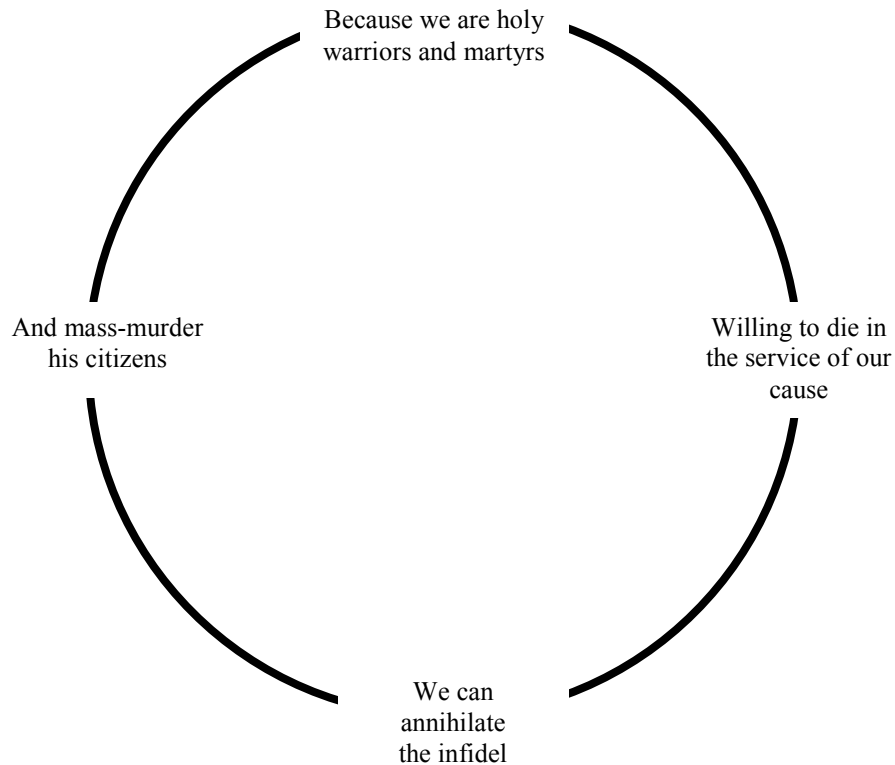 Because we are holy
warriors and martyrs
Willing to die in
the service of our
cause
We can
annihilate
the infidel
And mass-murder
his citizens